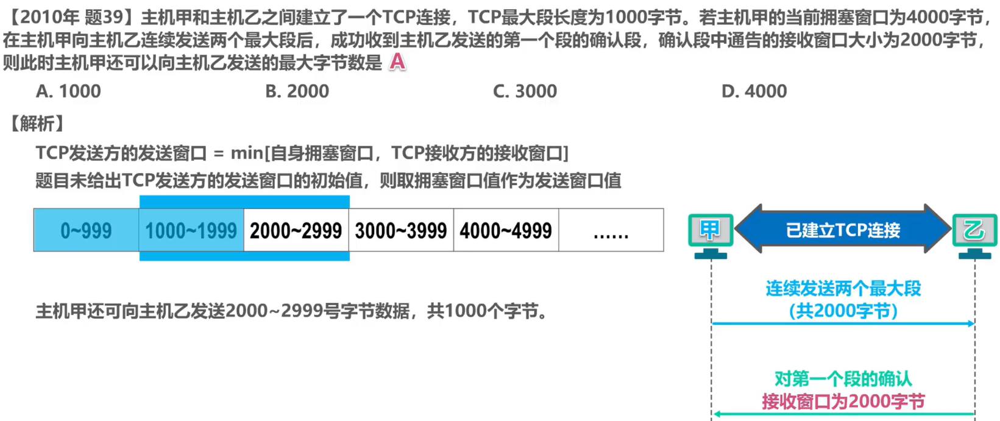 【2010年 题39】主机甲和主机乙之间建立了一个TCP连接，TCP最大段长度为1000字节。若主机甲的当前拥塞窗口为4000字节，
在主机甲向主机乙连续发送两个最大段后，成功收到主机乙发送的第一个段的确认段，确认段中通告的接收窗口大小为2000字节，
则此时主机甲还可以向主机乙发送的最大字节数是 A
A. 1000 B. 2000 C. 3000 D. 4000
【解析】
TCP发送方的发送窗口 = min[自身拥塞窗口，TCP接收方的接收窗口]
题目未给出TCP发送方的发送窗口的初始值，则取拥塞窗口值作为发送窗口值
0~999 1000~1999 2000~2999 3000~3999 4000~4999 ……
甲 已建立TCP连接 乙
连续发送两个最大段
(共2000字节)
主机甲还可向主机乙发送2000~2999号字节数据，共1000个字节。
对第一个段的确认
接收窗口为2000字节